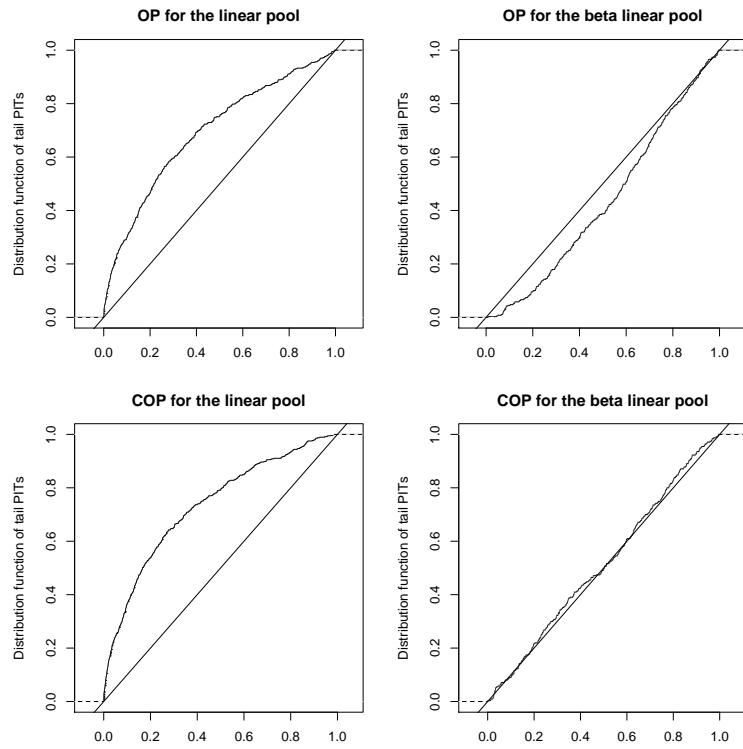 OP for the linear pool
Distribution function of tail PITs
0.0 0.2 0.4 0.6 0.8 1.0
0.0 0.2 0.4 0.6 0.8 1.0
OP for the beta linear pool
Distribution function of tail PITs
0.0 0.2 0.4 0.6 0.8 1.0
0.0 0.2 0.4 0.6 0.8 1.0
COP for the linear pool
Distribution function of tail PITs
0.0 0.2 0.4 0.6 0.8 1.0
0.0 0.2 0.4 0.6 0.8 1.0
COP for the beta linear pool
Distribution function of tail PITs
0.0 0.2 0.4 0.6 0.8 1.0
0.0 0.2 0.4 0.6 0.8 1.0